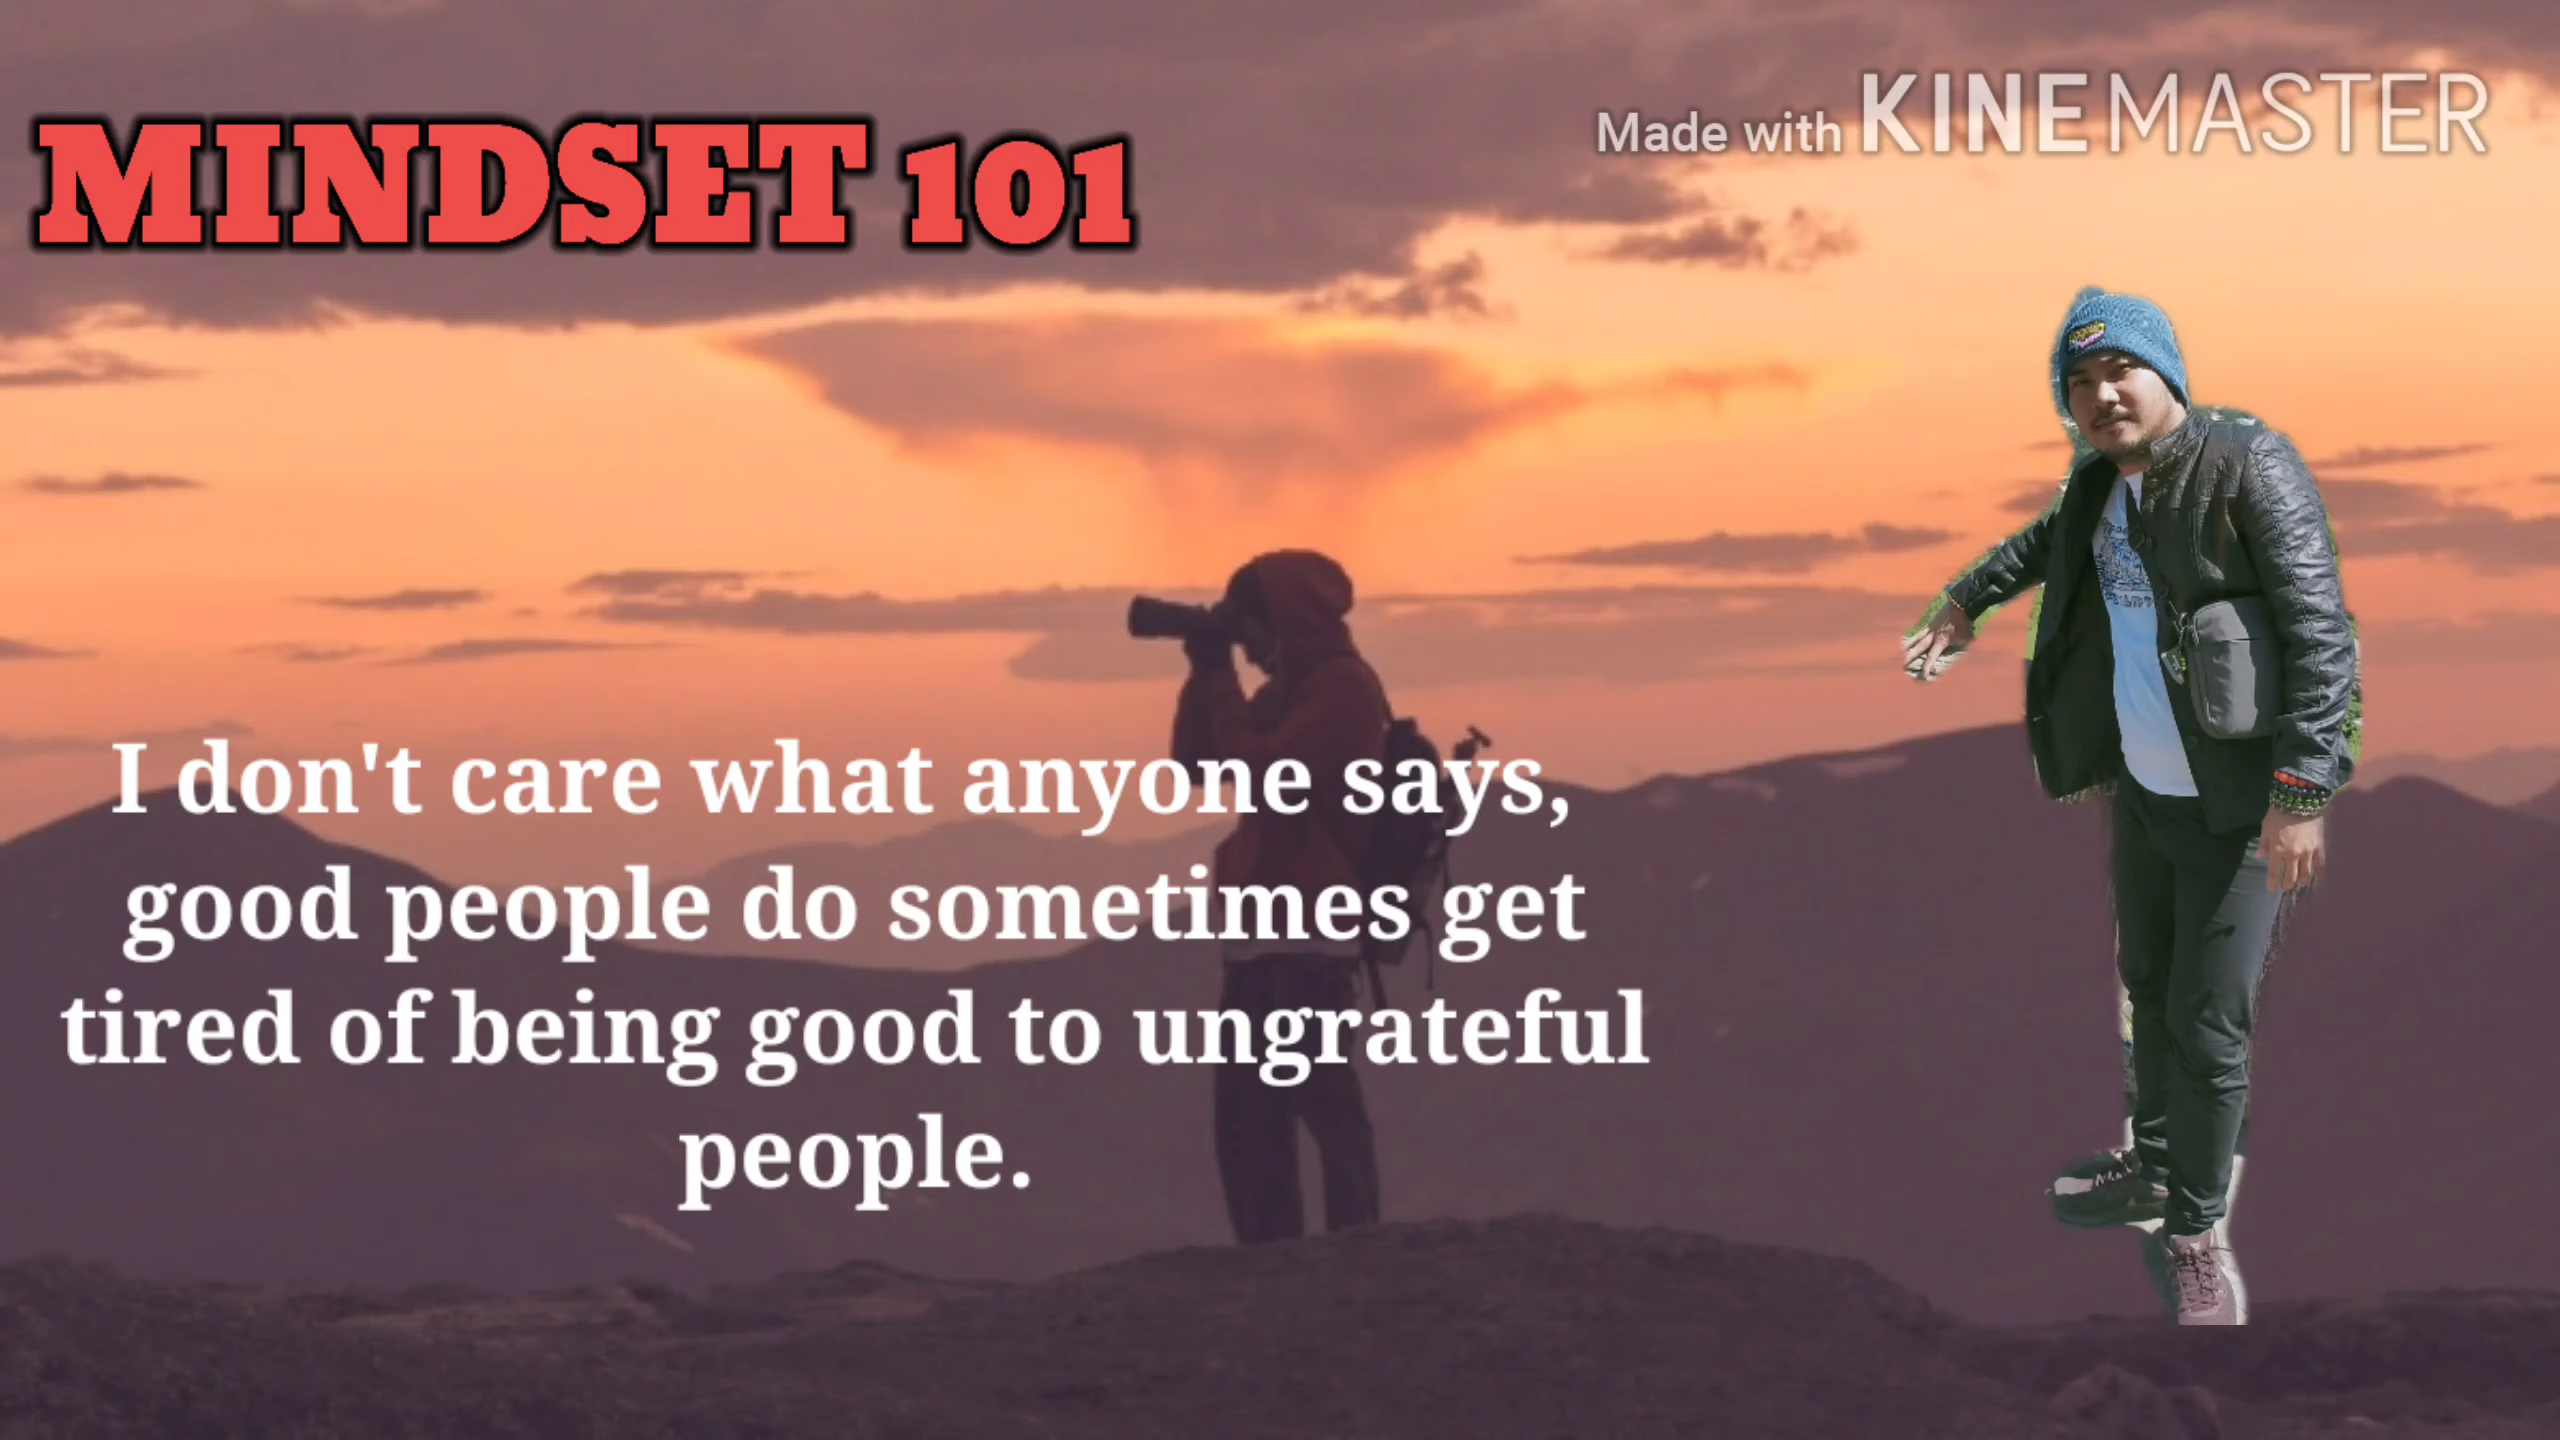 MINDSET 101
Made with KINEMASTER
I don't care what anyone says,
good people do sometimes get
tired of being good to ungrateful
people.